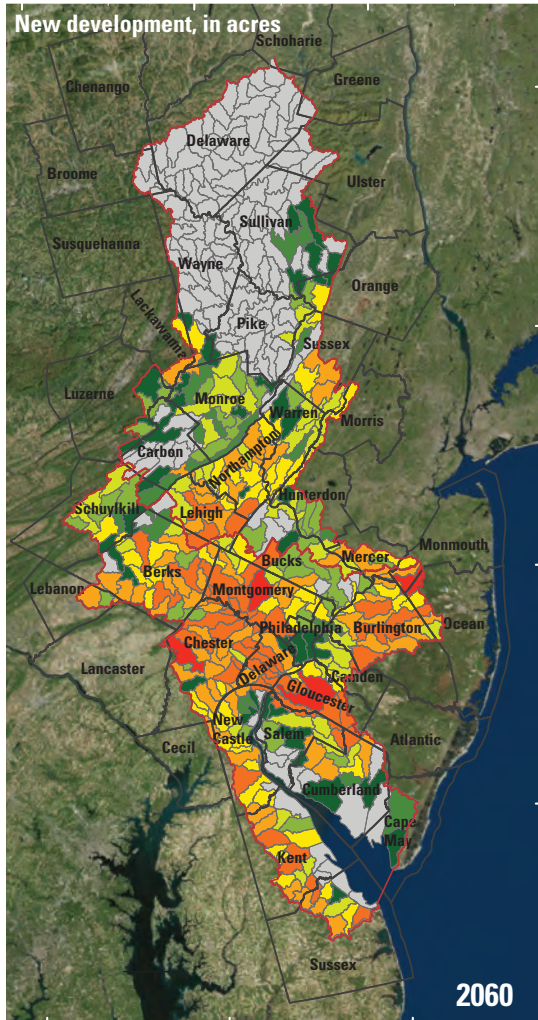 New development, in acres
Schoharie
Chenango
Greene
Delaware
Broome
Ulster
Sullivan
Susquehanna
Wayne
Orange
Lackawanna
Pike
Sussex
Luzerne
Monroe
Warren
Morris
Carbon
Northampton
Hunterdon
Schuylkill
Lehigh
Monmouth
Bucks
Mercer
Berks
Lebanon
Montgomery
Ocean
Philadelphia
Burlington
Chester
Lancaster
Delaware
Camden
Gloucester
New
Castle
Salem
Atlantic
Cecil
Cumberland
Cape
May
Kent
Sussex
2060